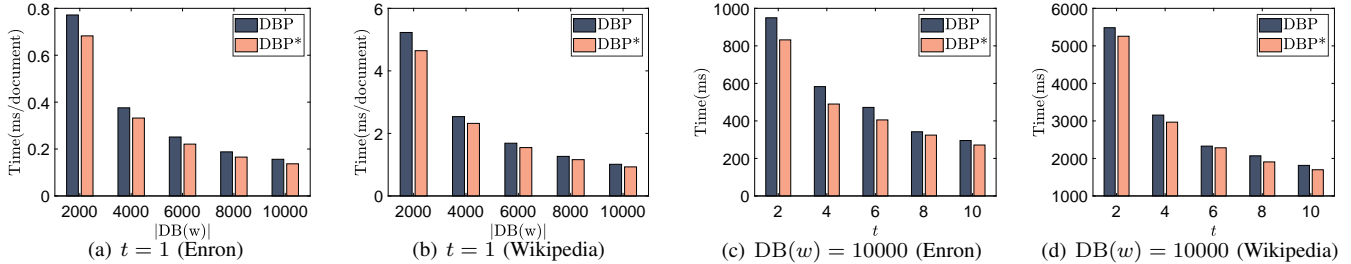 0.8
0.6
0.4
0.2
0
Time(ms/document)
DBP
DBP*
2000 4000 6000 8000 10000
|DB(w)|
(a) t = 1 (Enron)
6
4
2
0
Time(ms/document)
DBP
DBP*
2000 4000 6000 8000 10000
|DB(w)|
(b) t = 1 (Wikipedia)
1000
800
600
400
200
0
Time(ms)
DBP
DBP*
2 4 6 8 10
t
(c) DB(w) = 10000 (Enron)
6000
5000
4000
3000
2000
1000
Time(ms)
DBP
DBP*
2 4 6 8 10
t
(d) DB(w) = 10000 (Wikipedia)